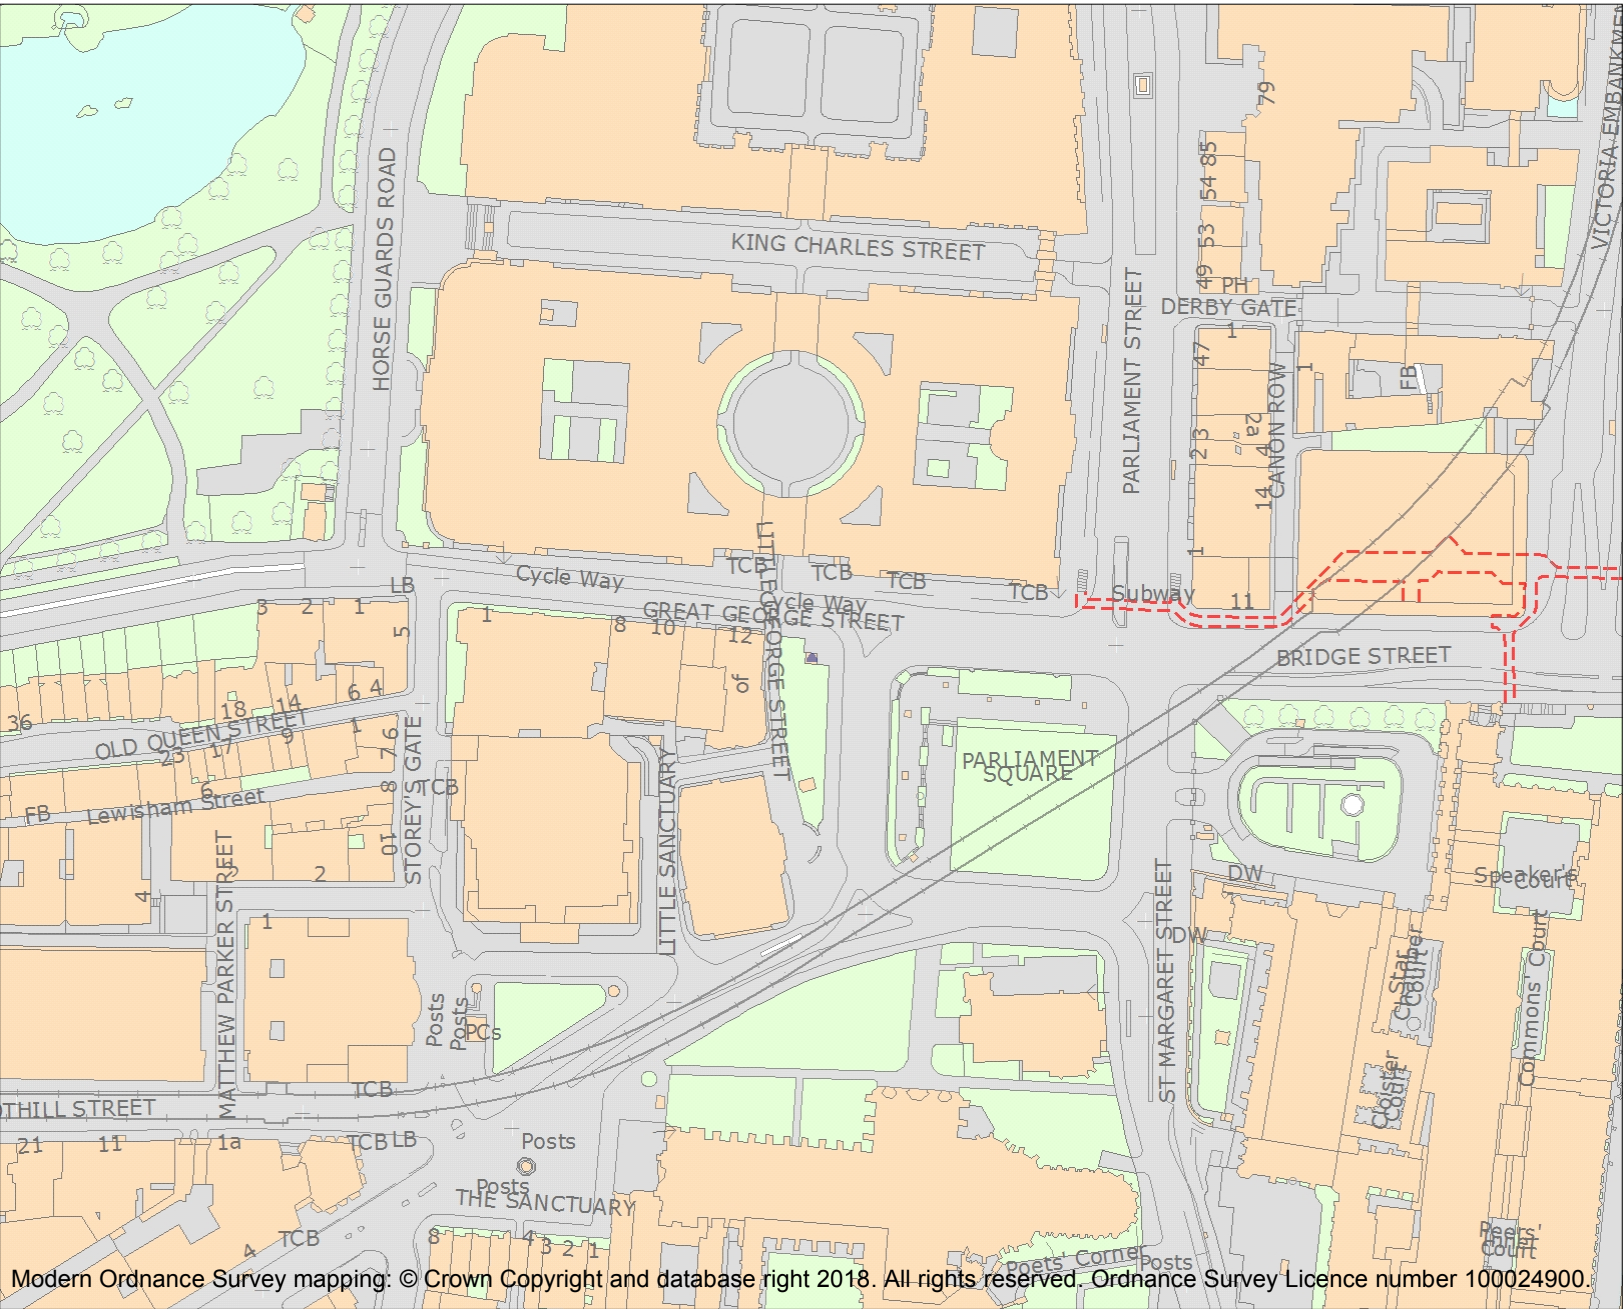 79
VICTORIA EMBANKMEN
54 85
HORSE GUARDS ROAD
KING CHARLES STREET
49 53
PH
DERBY GATE
PARLIAMENT STREET
1
47
1
FB
CANON ROW
2 3
2a
4
14
1
TCB
TCB
TCB
TCB
Cycle Way
Cycle Way
LITTLE GEORGE STREET
GREAT GEORGE STREET
Subway
11
LB
3
2
1
5
1
8
10
12
of
BRIDGE STREET
36
18
14
6 4
OLD QUEEN STREET
23
17
9
1
6
7
8
10
STOREY'S GATE
TCB
PARLIAMENT
SQUARE
FB
Lewisham Street
6
LITTLE SANCTUARY
4
3
2
MATTHEW PARKER STREET
1
DW
DW
ST MARGARET STREET
Speaker's
Court
Star
Chamber
Court
Commons' Court
Cloister
Court
Posts
Posts
PCs
TCB
OTHILL STREET
21
11
1a
TCB
LB
Posts
Posts
THE SANCTUARY
TCB
4
8
4
3
2
1
Poets' Corner
Posts
Peers'
Court
Modern Ordnance Survey mapping: © Crown Copyright and database right 2018. All rights reserved. Ordnance Survey Licence number 100024900.